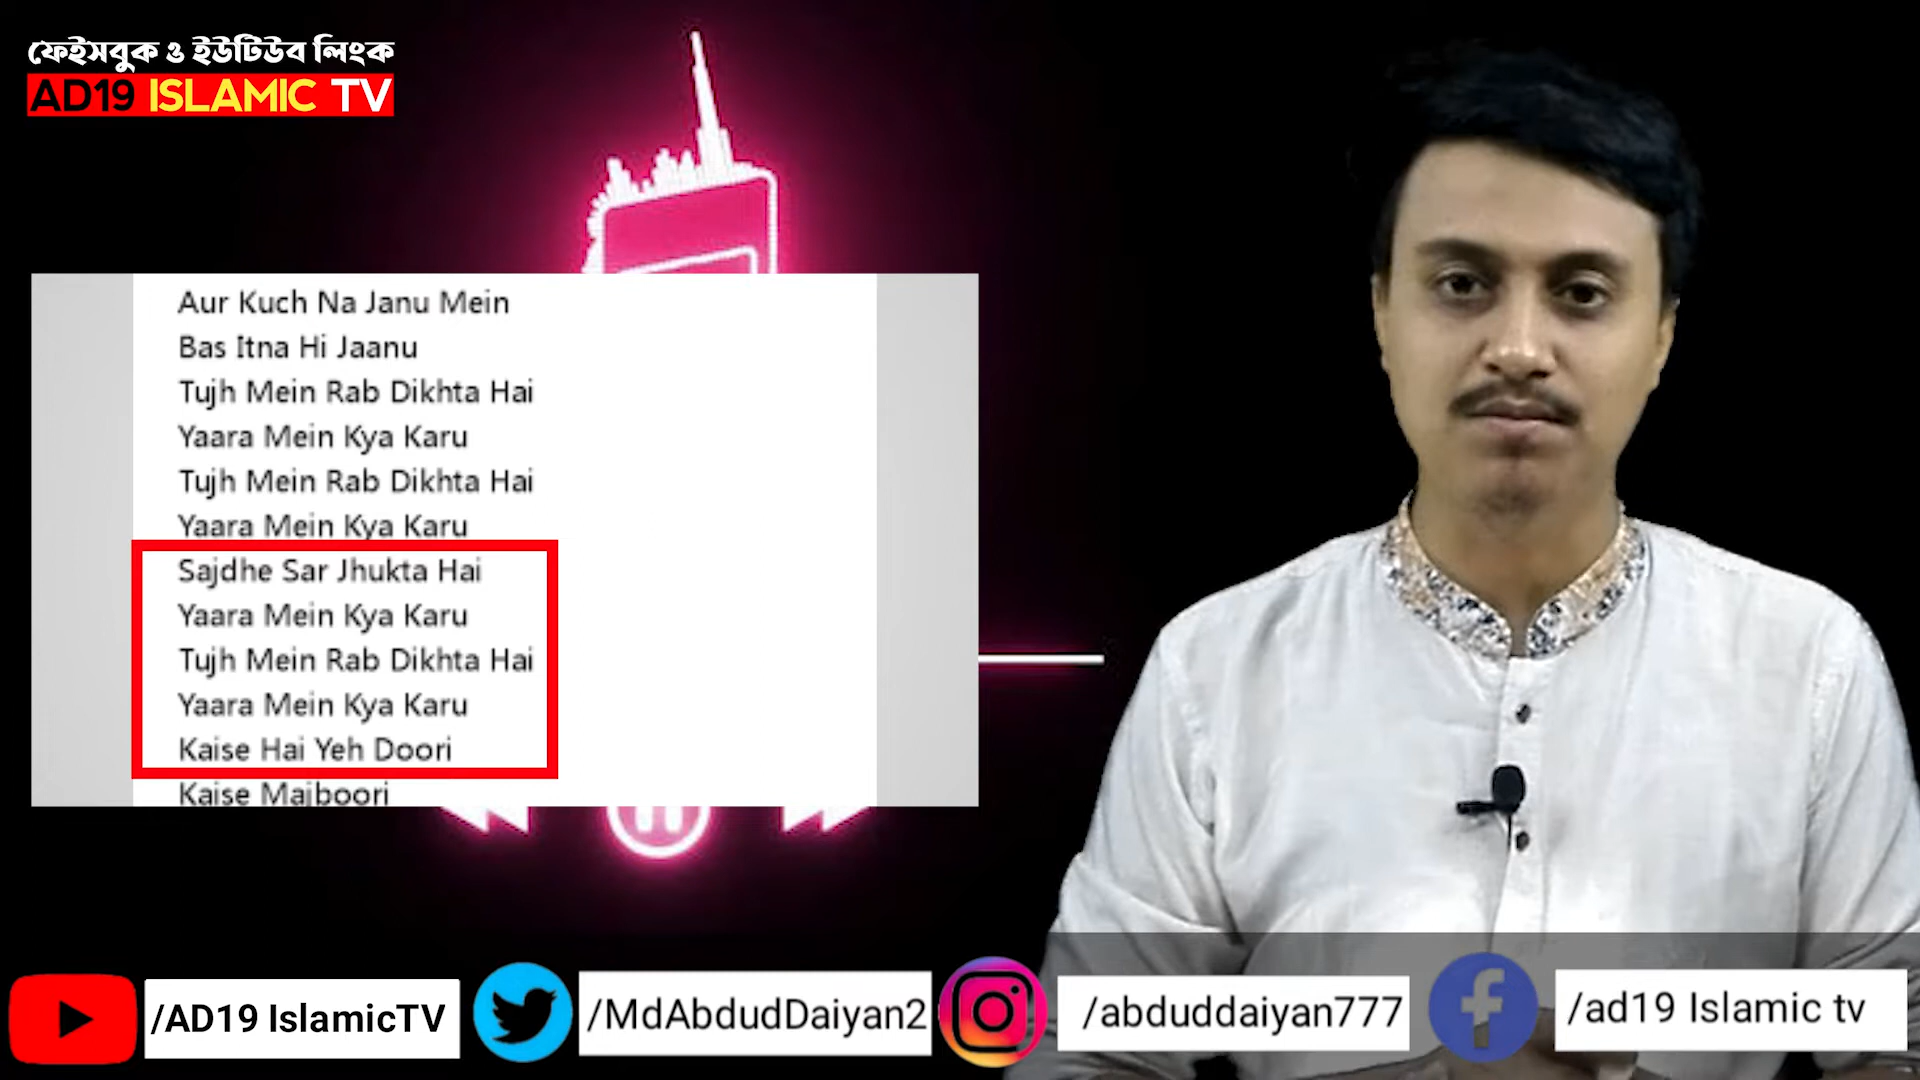 ফেইসবুক ও ইউটিউব লিংক
AD19 ISLAMIC TV
Aur Kuch Na Janu Mein
Bas Itna Hi Jaanu
Tujh Mein Rab Dikhta Hai
Yaara Mein Kya Karu
Tujh Mein Rab Dikhta Hai
Yaara Mein Kya Karu
Sajdhe Sar Jhukta Hai
Yaara Mein Kya Karu
Tujh Mein Rab Dikhta Hai
Yaara Mein Kya Karu
Kaise Hai Yeh Doori
Kaise Majboori
/AD19 IslamicTV
/MdAbdudDaiyan2
/abduddaiyan777
/ad19 Islamic tv